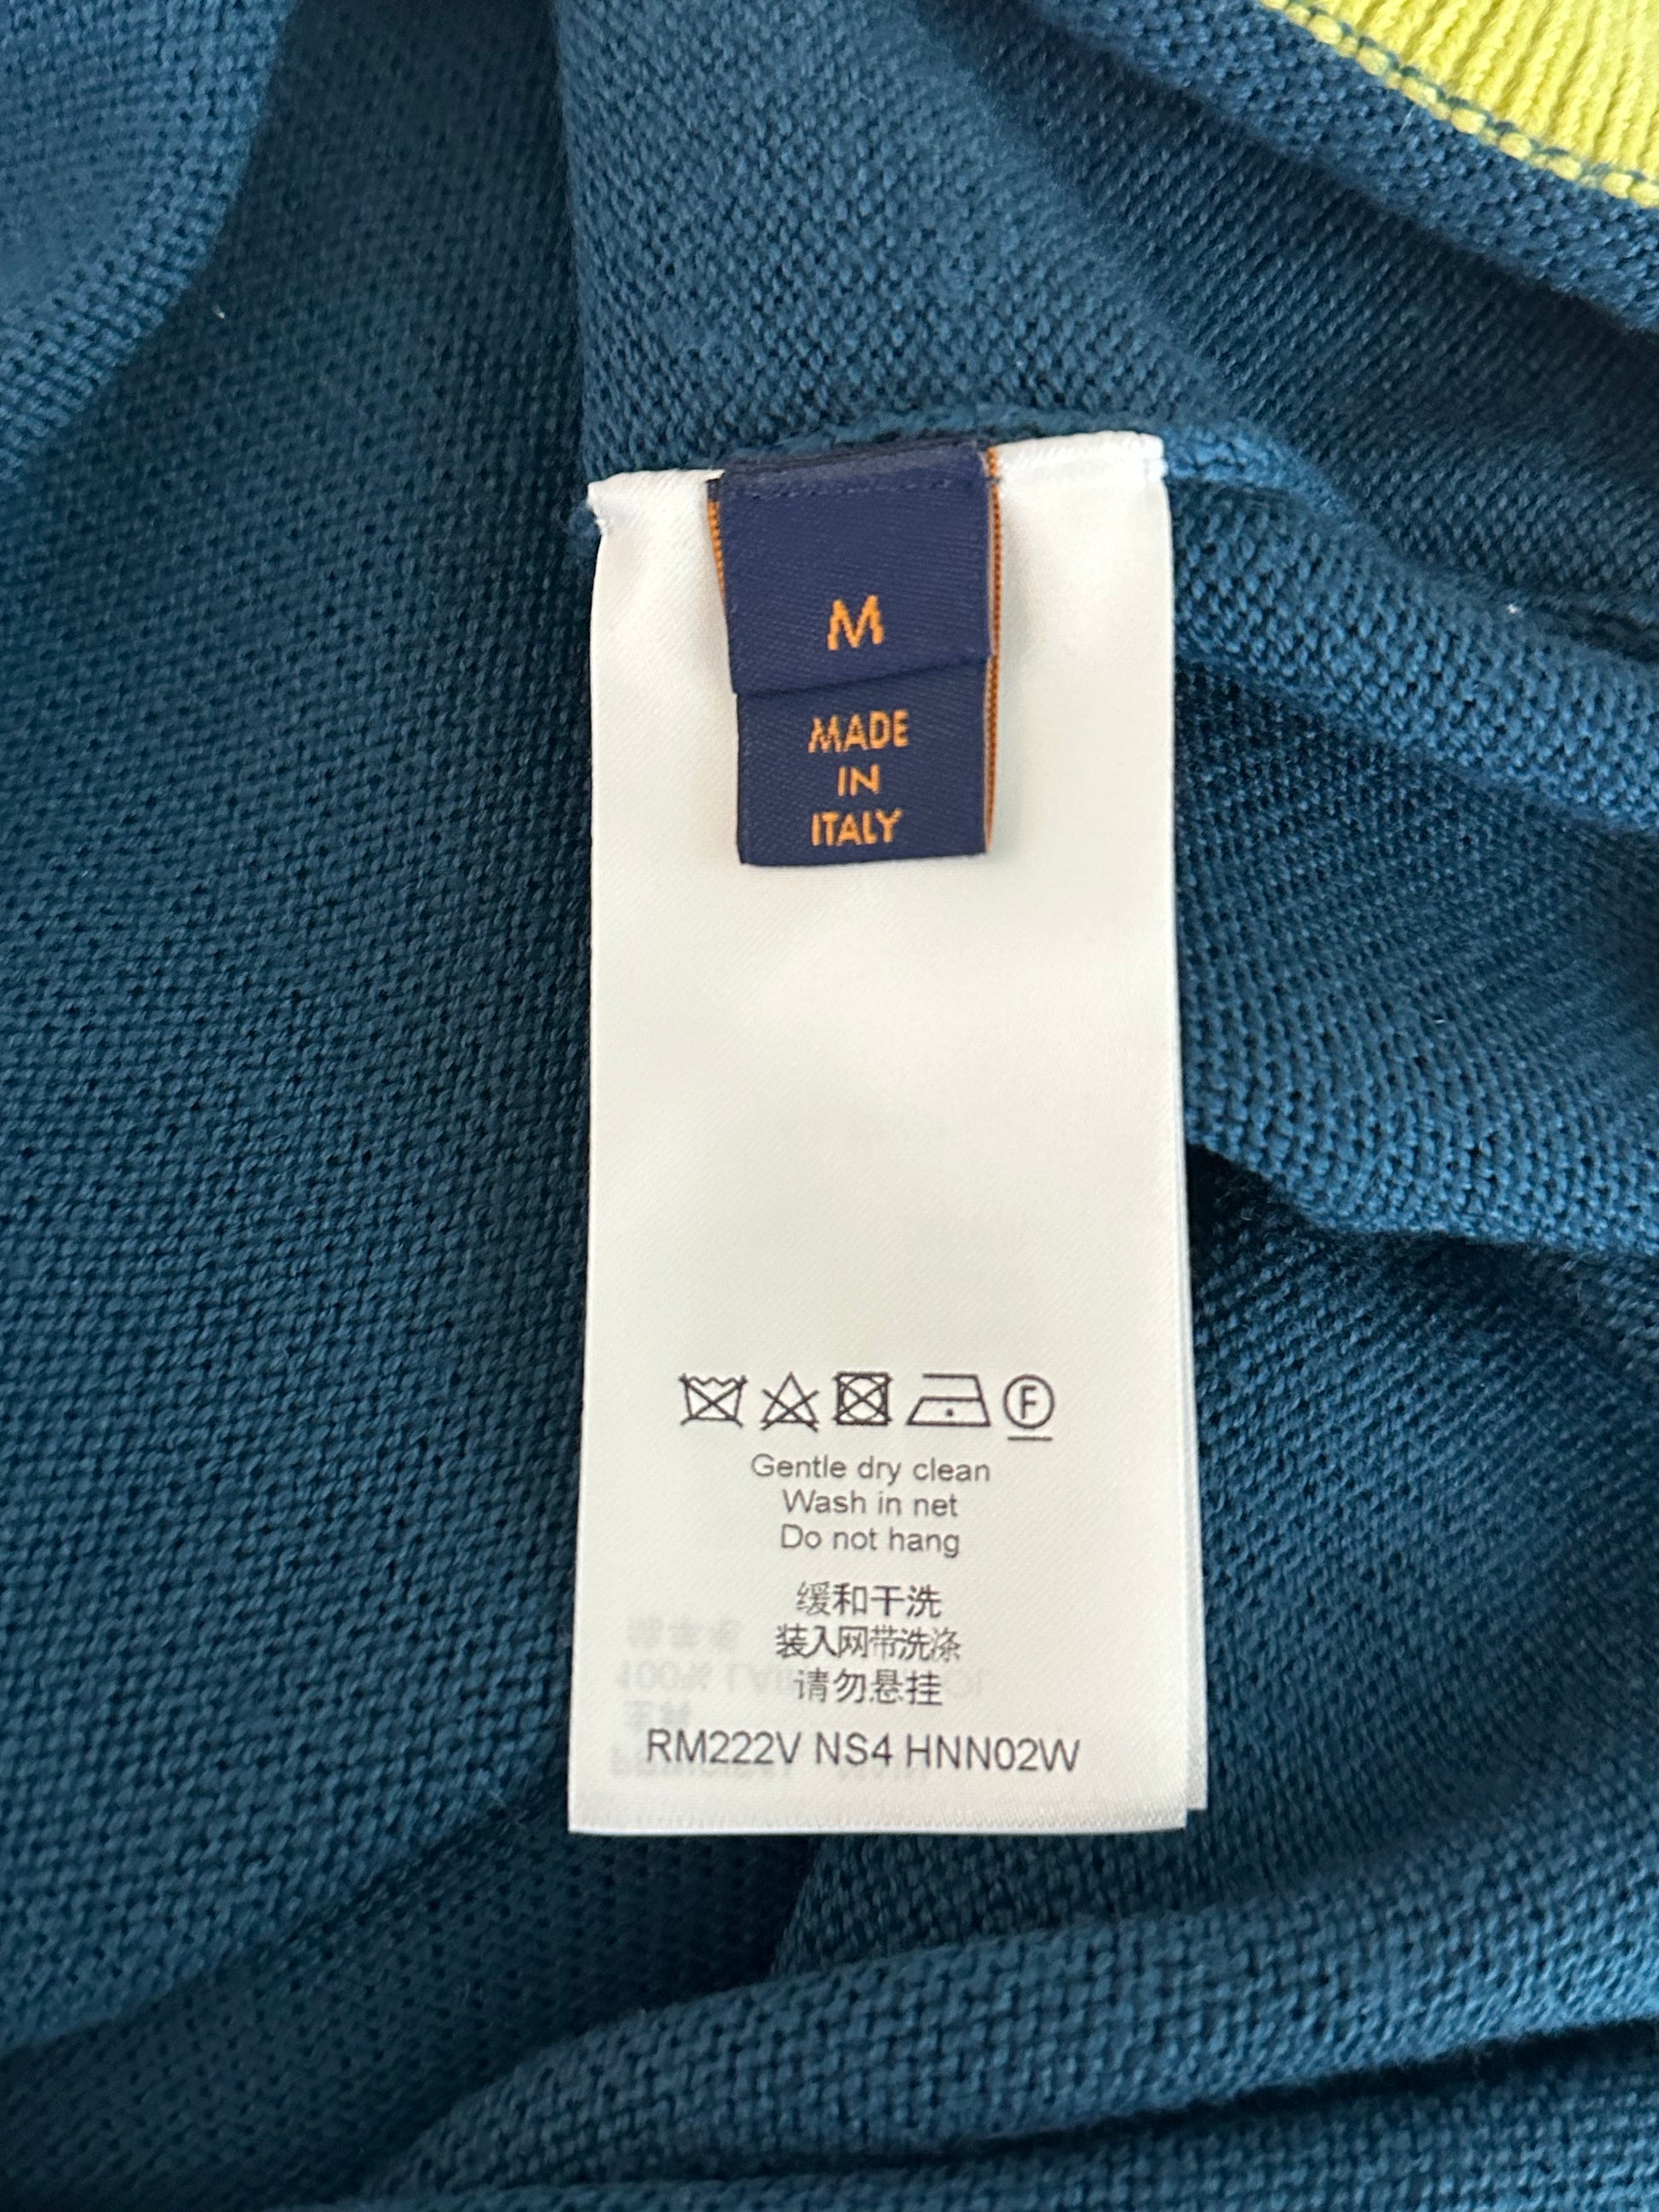 M
MADE
IN
ITALY
F
Gentle dry clean
Wash in net
Do not hang
缓和干洗
装入网带洗涤
请勿悬挂
RM222V NS4 HNN02W
100%